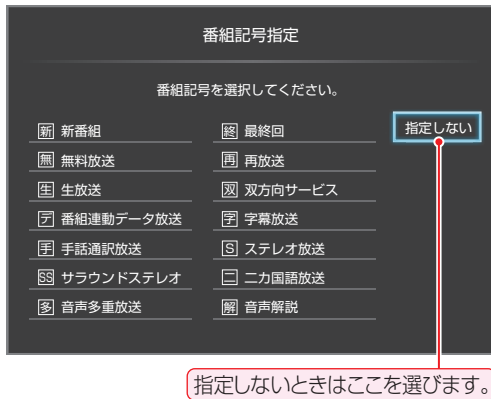 番組記号指定
番組記号を選択してください。
新 新番組
終 最終回
指定しない
無 無料放送
再 再放送
生 生放送
双 双方向サービス
デ 番組連動データ放送
字 字幕放送
手 手話通訳放送
S ステレオ放送
SS サラウンドステレオ
二 二カ国語放送
多 音声多重放送
解 音声解説
指定しないときはここを選びます。